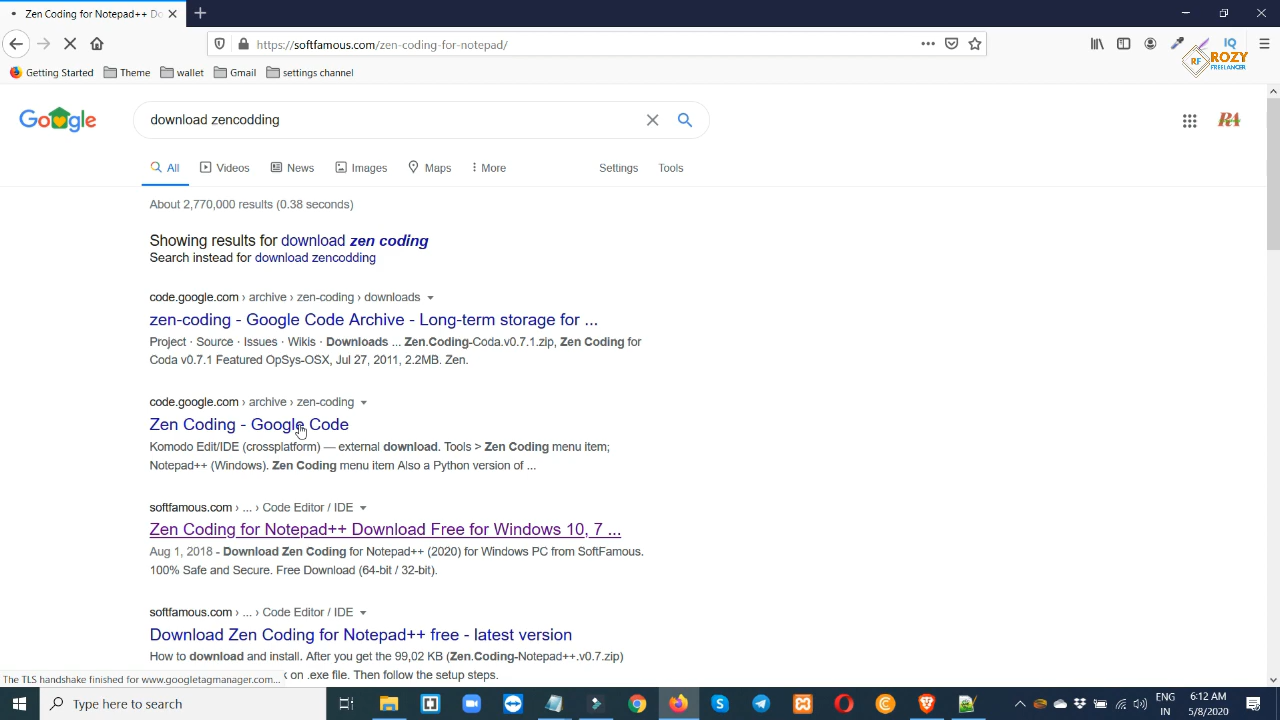 Zen Coding for Notepad++ Do
https://softfamous.com/zen-coding-for-notepad/
IQ
Getting Started Theme wallet Gmail settings channel
RF ROZY
FREELANCER
Google
download zencodding
RA
All Videos News Images Maps More Settings Tools
About 2,770,000 results (0.38 seconds)
Showing results for download zen coding
Search instead for download zencodding
code.google.com › archive › zen-coding › downloads
zen-coding - Google Code Archive - Long-term storage for ...
Project · Source · Issues · Wikis · Downloads ... Zen.Coding-Coda.v0.7.1.zip, Zen Coding for
Coda v0.7.1 Featured OpSys-OSX, Jul 27, 2011, 2.2MB. Zen.
code.google.com › archive › zen-coding
Zen Coding - Google Code
Komodo Edit/IDE (crossplatform) — external download. Tools > Zen Coding menu item;
Notepad++ (Windows). Zen Coding menu item Also a Python version of ...
softfamous.com › ... › Code Editor / IDE
Zen Coding for Notepad++ Download Free for Windows 10, 7 ...
Aug 1, 2018 - Download Zen Coding for Notepad++ (2020) for Windows PC from SoftFamous.
100% Safe and Secure. Free Download (64-bit / 32-bit).
softfamous.com › ... › Code Editor / IDE
Download Zen Coding for Notepad++ free - latest version
How to download and install. After you get the 99,02 KB (Zen.Coding-Notepad++.v0.7.zip)
k on .exe file. Then follow the setup steps.
The TLS handshake finished for www.googletagmanager.com...
Type here to search
ENG
IN
6:12 AM
5/8/2020